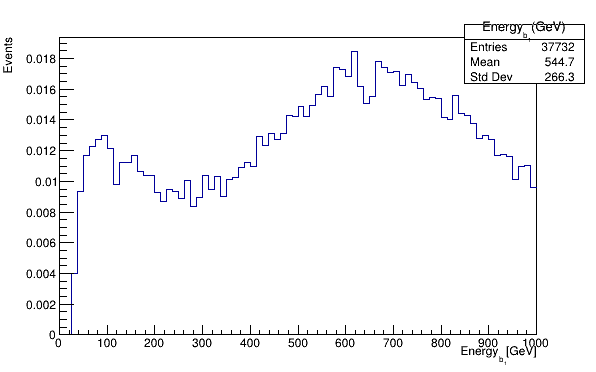 Energy_b_1(GeV)
Entries 37732
Mean 544.7
Std Dev 266.3
Events
0.018
0.016
0.014
0.012
0.01
0.008
0.006
0.004
0.002
0
0 100 200 300 400 500 600 700 800 900 1000
Energy_b_1[GeV]